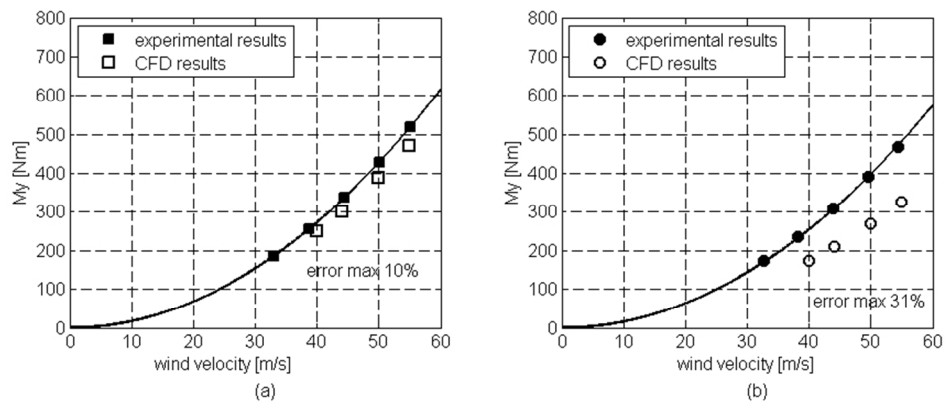 800
700
600
500
400
300
200
100
0
My [Nm]
experimental results
CFD results
error max 10%
0 10 20 30 40 50 60
wind velocity [m/s]
(a)
800
700
600
500
400
300
200
100
0
My [Nm]
experimental results
CFD results
error max 31%
0 10 20 30 40 50 60
wind velocity [m/s]
(b)